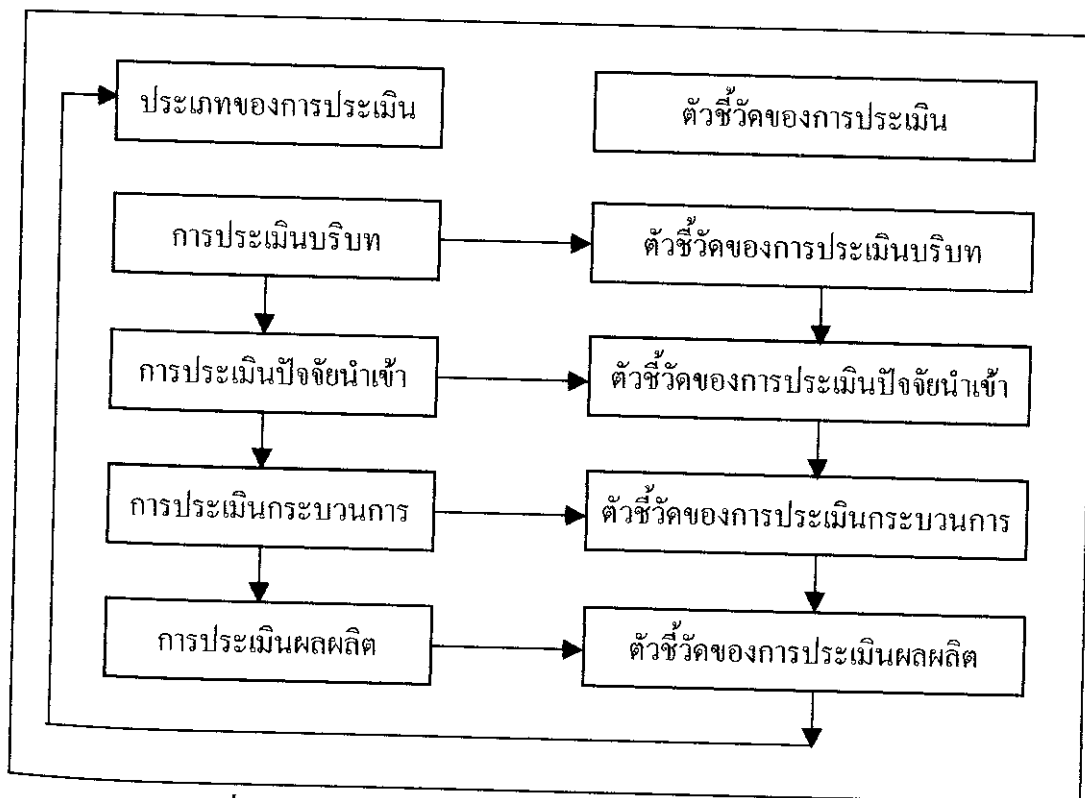 ประเภทของการประเมิน
ตัวชี้วัดของการประเมิน
การประเมินบริบท
ตัวชี้วัดของการประเมินบริบท
การประเมินปัจจัยนำเข้า
ตัวชี้วัดของการประเมินปัจจัยนำเข้า
การประเมินกระบวนการ
ตัวชี้วัดของการประเมินกระบวนการ
การประเมินผลผลิต
ตัวชี้วัดของการประเมินผลผลิต